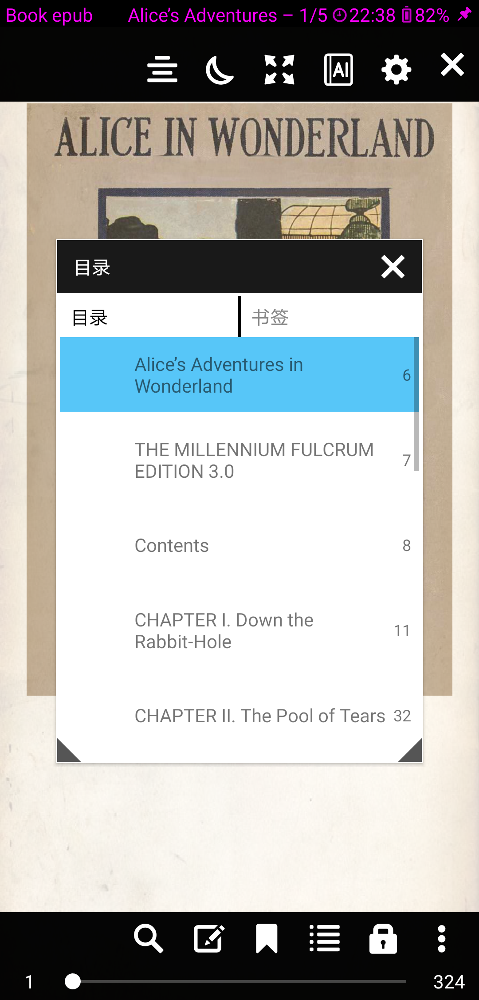 Book epub
Alice’s Adventures – 1/5 22:38 82%
AI
ALICE IN WONDERLAND
目录
目录
书签
Alice’s Adventures in
Wonderland
6
THE MILLENNIUM FULCRUM
EDITION 3.0
7
Contents
8
CHAPTER I. Down the
Rabbit-Hole
11
CHAPTER II. The Pool of Tears
32
1
324